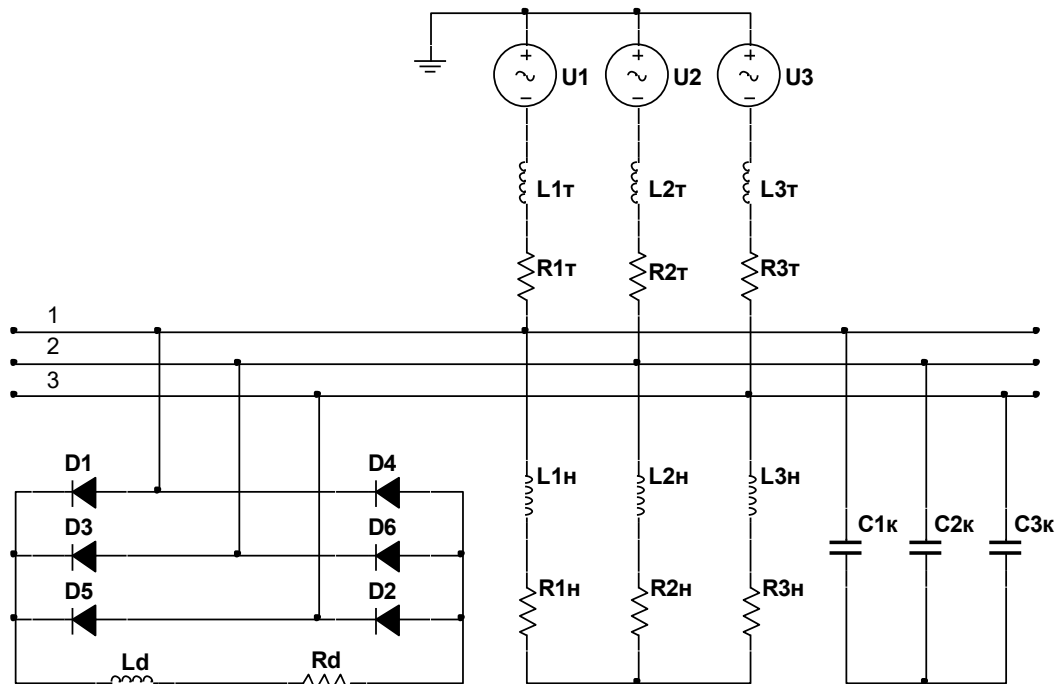 U1 U2 U3
L1т L2т L3т
R1т R2т R3т
1
2
3
D1 D4 L1н L2н L3н
D3 D6 C1к C2к C3к
D5 D2 R1н R2н R3н
Ld Rd